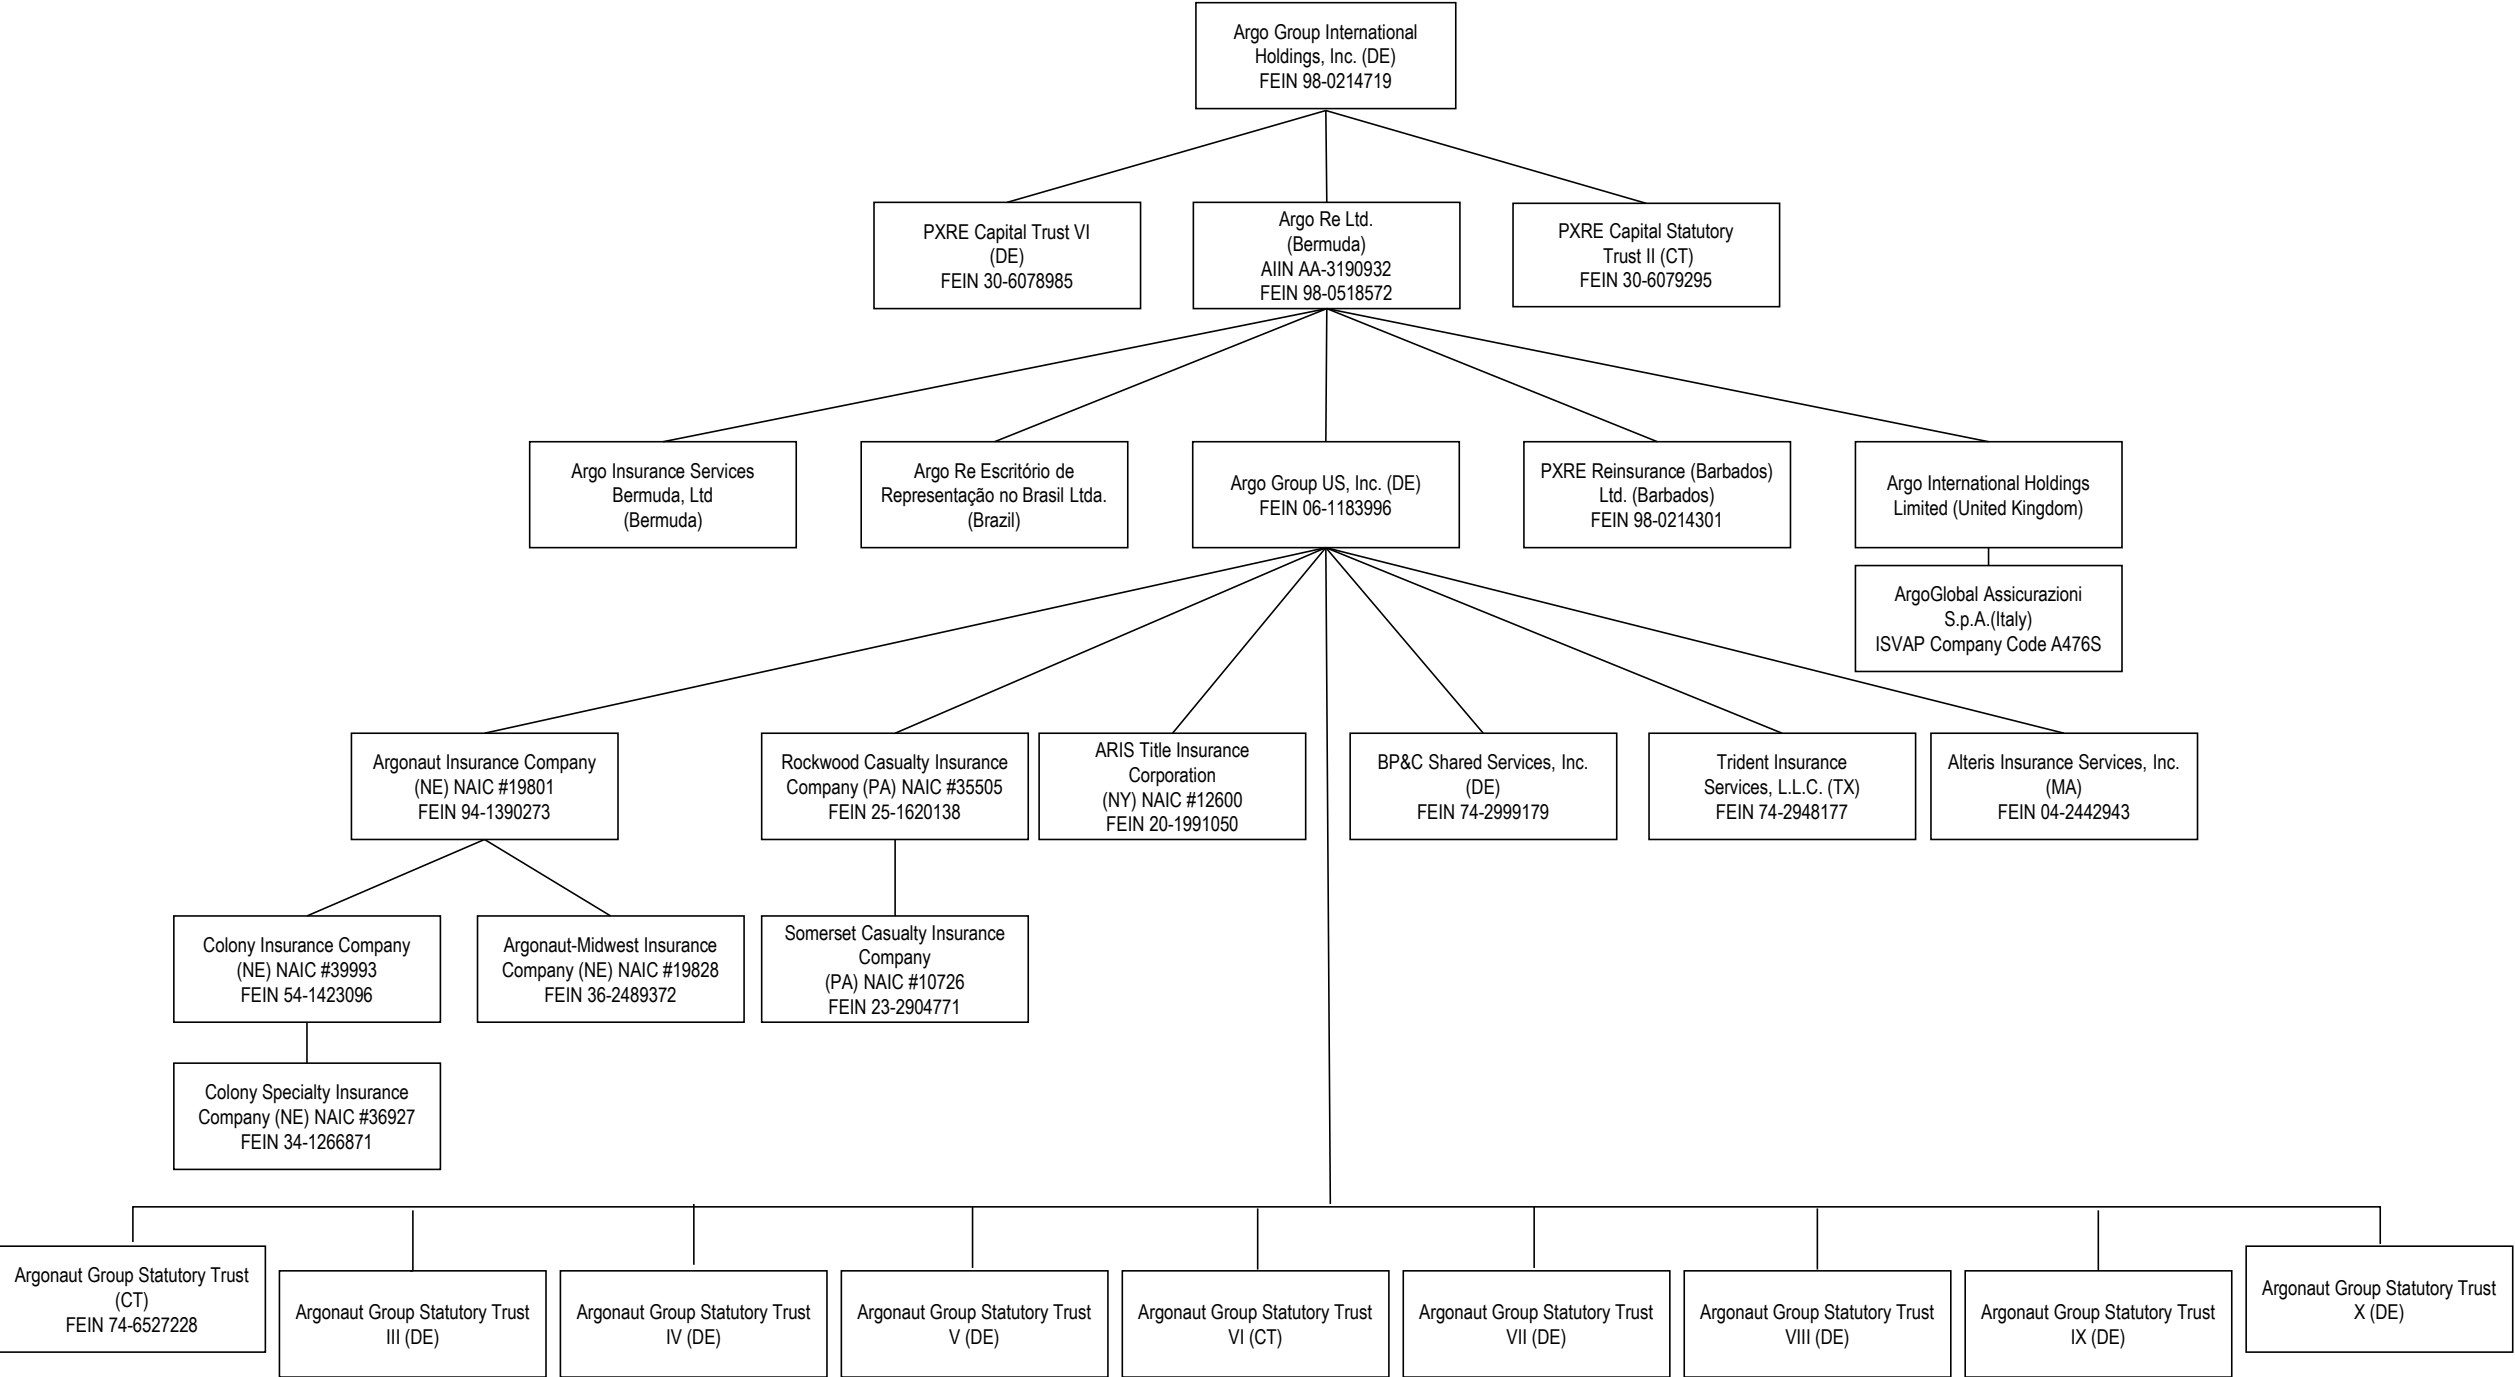 Argo Group International
Holdings, Inc. (DE)
FEIN 98-0214719
PXRE Capital Trust VI
(DE)
FEIN 30-6078985
Argo Re Ltd.
(Bermuda)
AIIN AA-3190932
FEIN 98-0518572
PXRE Capital Statutory
Trust II (CT)
FEIN 30-6079295
Argo Insurance Services
Bermuda, Ltd
(Bermuda)
Argo Re Escritório de
Representação no Brasil Ltda.
(Brazil)
Argo Group US, Inc. (DE)
FEIN 06-1183996
PXRE Reinsurance (Barbados)
Ltd. (Barbados)
FEIN 98-0214301
Argo International Holdings
Limited (United Kingdom)
ArgoGlobal Assicurazioni
S.p.A.(Italy)
ISVAP Company Code A476S
Argonaut Insurance Company
(NE) NAIC #19801
FEIN 94-1390273
Rockwood Casualty Insurance
Company (PA) NAIC #35505
FEIN 25-1620138
ARIS Title Insurance
Corporation
(NY) NAIC #12600
FEIN 20-1991050
BP&C Shared Services, Inc.
(DE)
FEIN 74-2999179
Trident Insurance
Services, L.L.C. (TX)
FEIN 74-2948177
Alteris Insurance Services, Inc.
(MA)
FEIN 04-2442943
Colony Insurance Company
(NE) NAIC #39993
FEIN 54-1423096
Argonaut-Midwest Insurance
Company (NE) NAIC #19828
FEIN 36-2489372
Somerset Casualty Insurance
Company
(PA) NAIC #10726
FEIN 23-2904771
Colony Specialty Insurance
Company (NE) NAIC #36927
FEIN 34-1266871
Argonaut Group Statutory Trust
(CT)
FEIN 74-6527228
Argonaut Group Statutory Trust
III (DE)
Argonaut Group Statutory Trust
IV (DE)
Argonaut Group Statutory Trust
V (DE)
Argonaut Group Statutory Trust
VI (CT)
Argonaut Group Statutory Trust
VII (DE)
Argonaut Group Statutory Trust
VIII (DE)
Argonaut Group Statutory Trust
IX (DE)
Argonaut Group Statutory Trust
X (DE)